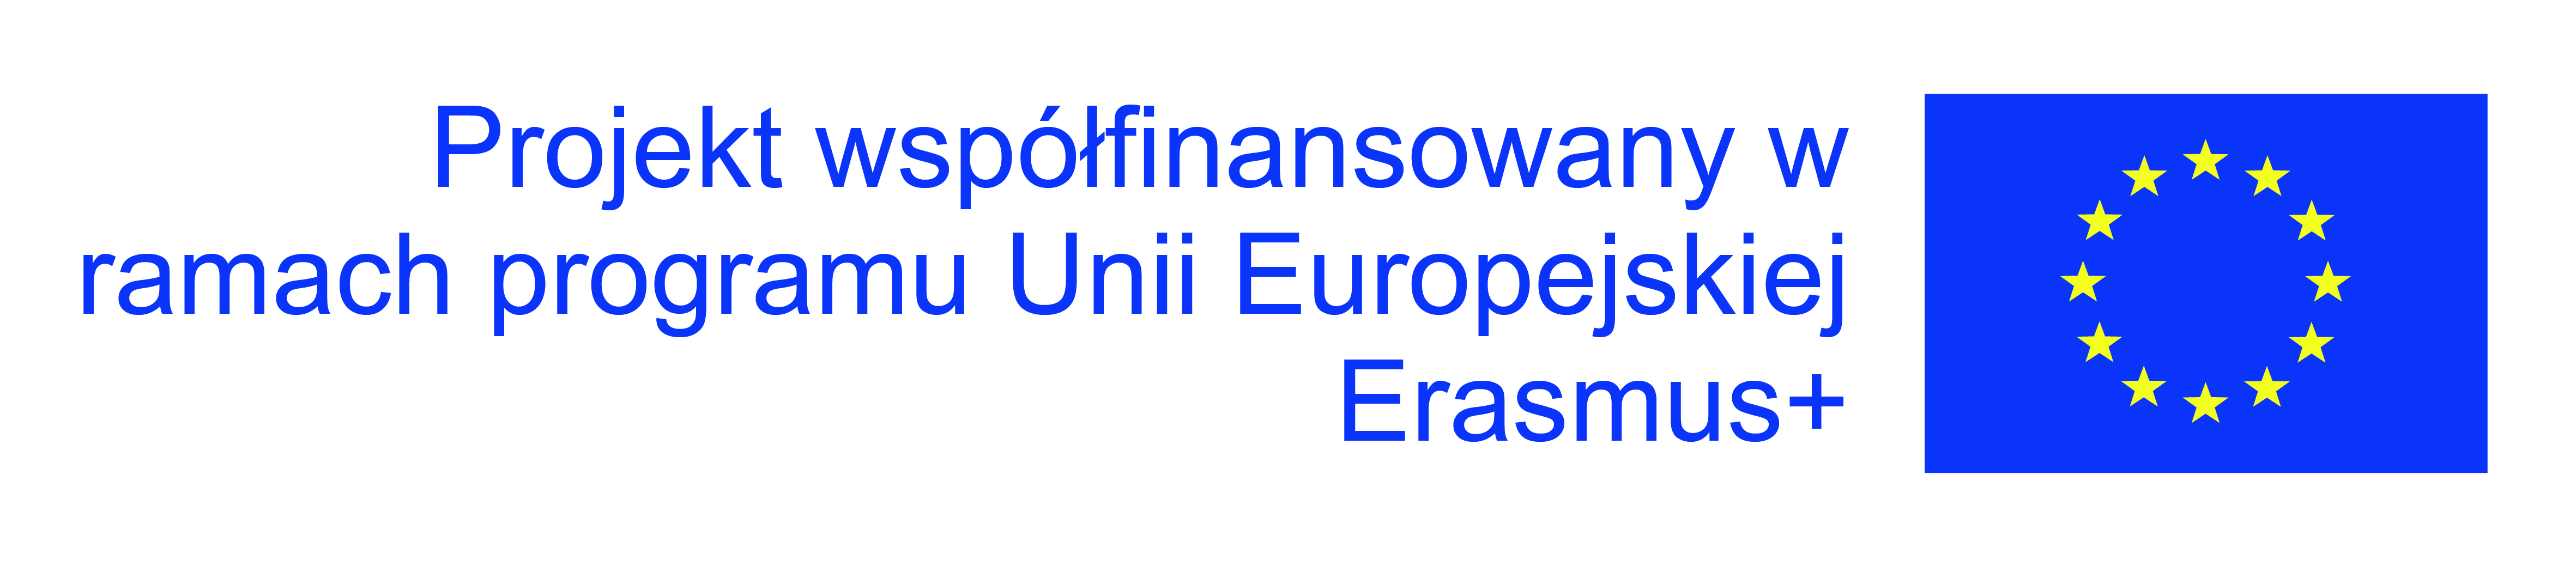 Projekt współfinansowany w
ramach programu Unii Europejskiej
Erasmus+